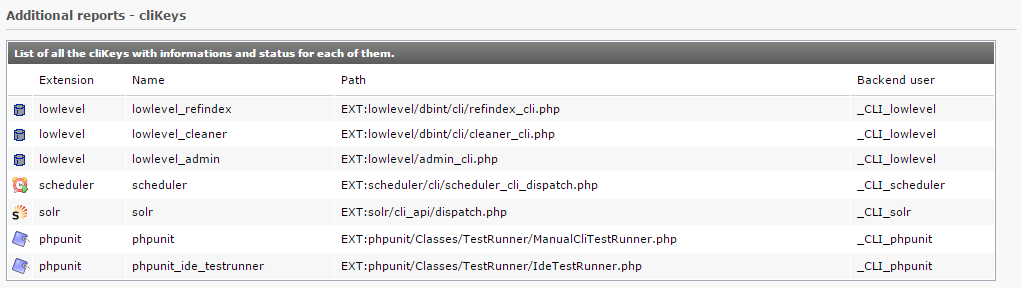 Additional reports - cliKeys
List of all the cliKeys with informations and status for each of them.
Extension Name Path Backend user
lowlevel lowlevel_refindex EXT:lowlevel/dbint/cli/refindex_cli.php _CLI_lowlevel
lowlevel lowlevel_cleaner EXT:lowlevel/dbint/cli/cleaner_cli.php _CLI_lowlevel
lowlevel lowlevel_admin EXT:lowlevel/admin_cli.php _CLI_lowlevel
scheduler scheduler EXT:scheduler/cli/scheduler_cli_dispatch.php _CLI_scheduler
solr solr EXT:solr/cli_api/dispatch.php _CLI_solr
phpunit phpunit EXT:phpunit/Classes/TestRunner/ManualCliTestRunner.php _CLI_phpunit
phpunit phpunit_ide_testrunner EXT:phpunit/Classes/TestRunner/IdeTestRunner.php _CLI_phpunit